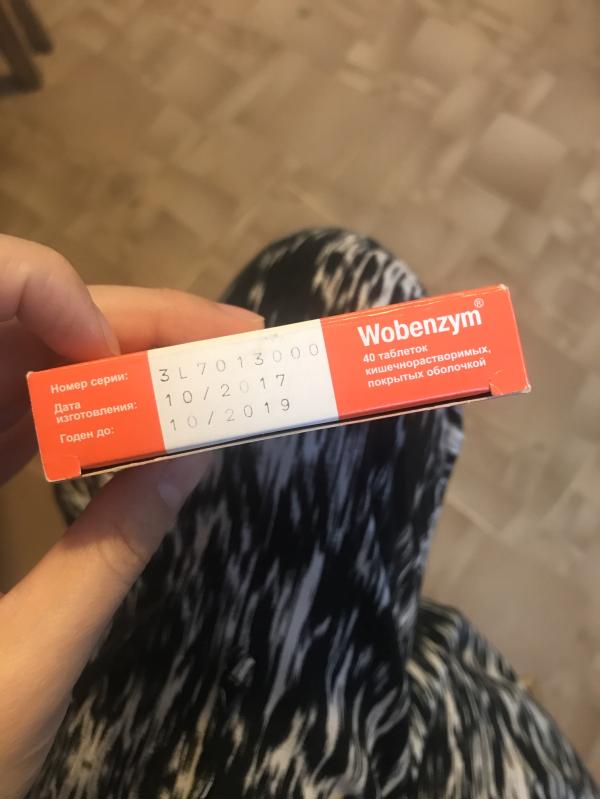 Номер серии:
3L7013000
Дата
изготовления:
10/2017
Годен до:
10/2019
Wobenzym®
40 таблеток
кишечнорастворимых,
покрытых оболочкой